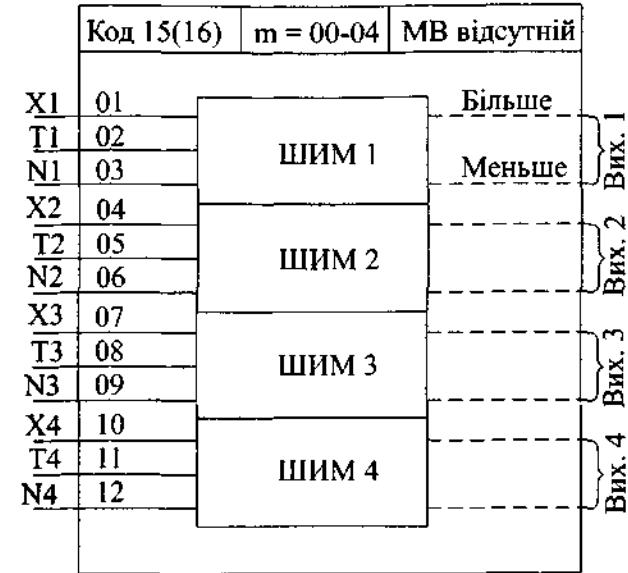 Код 15(16) m = 00-04 МВ відсутній
X1 01 Більше
T1 02
N1 03 Меньше
ШИМ 1
Вих. 1
X2 04
T2 05
N2 06
ШИМ 2
Вих. 2
X3 07
T3 08
N3 09
ШИМ 3
Вих. 3
X4 10
T4 11
N4 12
ШИМ 4
Вих. 4